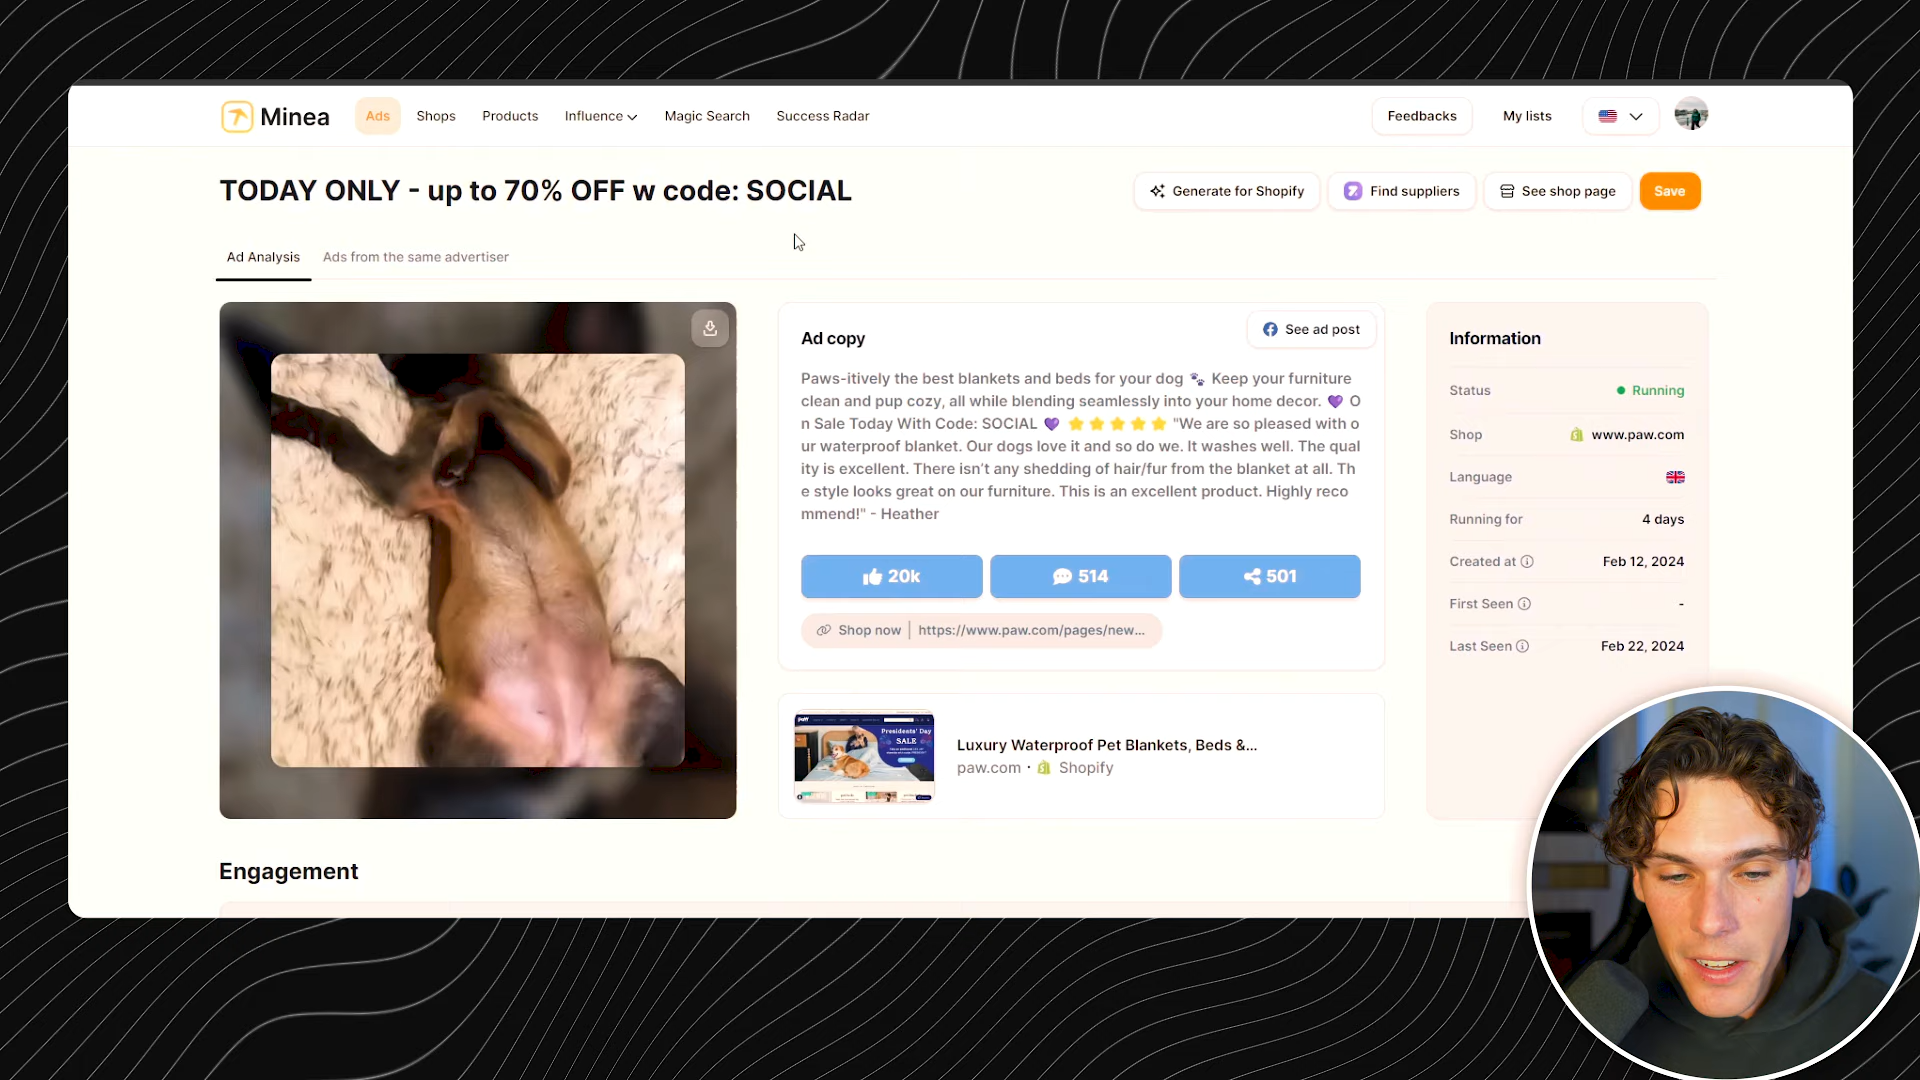 Minea
Ads
Shops
Products
Influence
Magic Search
Success Radar
Feedbacks
My lists
TODAY ONLY - up to 70% OFF w code: SOCIAL
Generate for Shopify
Find suppliers
See shop page
Save
Ad Analysis
Ads from the same advertiser
Ad copy
See ad post
Paws-itively the best blankets and beds for your dog 🐾 Keep your furniture
clean and pup cozy, all while blending seamlessly into your home decor. 💜 O
n Sale Today With Code: SOCIAL 💜 ⭐⭐⭐⭐⭐ "We are so pleased with o
ur waterproof blanket. Our dogs love it and so do we. It washes well. The qual
ity is excellent. There isn't any shedding of hair/fur from the blanket at all. Th
e style looks great on our furniture. This is an excellent product. Highly reco
mmend!" - Heather
20k
514
501
Shop now | https://www.paw.com/pages/new...
Presidents' Day
SALE
Luxury Waterproof Pet Blankets, Beds &...
paw.com · Shopify
Information
Status
Running
Shop
www.paw.com
Language
Running for
4 days
Created at
Feb 12, 2024
First Seen
-
Last Seen
Feb 22, 2024
Engagement